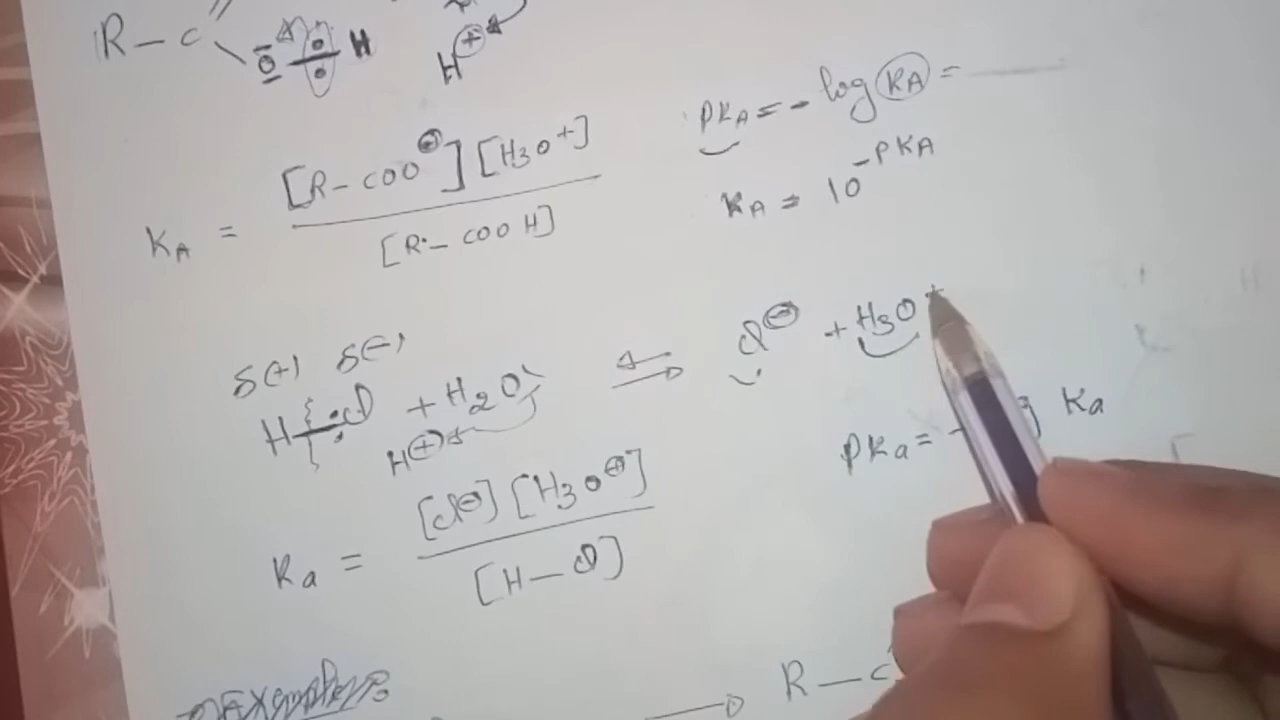 R – C
O H
H⊕
pKA = - log KA =
KA = 10^-PKA
KA = [R – COO⊖] [H3O+] / [R – COOH]
δ(+) δ(-)
H – Cl + H2O ⇌ Cl⊖ + H3O+
H⊕
pKa = - Ka
Ka = [Cl⊖] [H3O⊕] / [H – Cl]
R – C